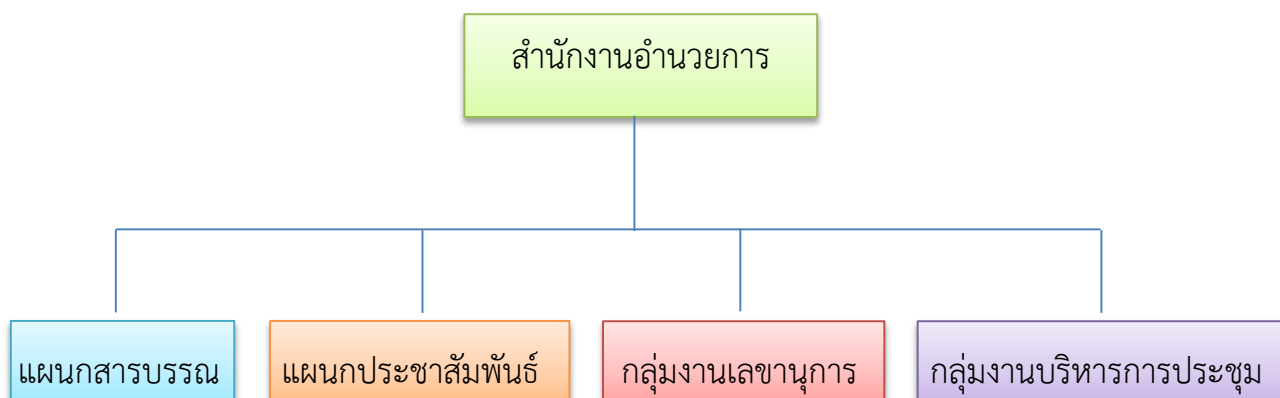 สำนักงานอำนวยการ
แผนกสารบรรณ
แผนกประชาสัมพันธ์
กลุ่มงานเลขานุการ
กลุ่มงานบริหารการประชุม